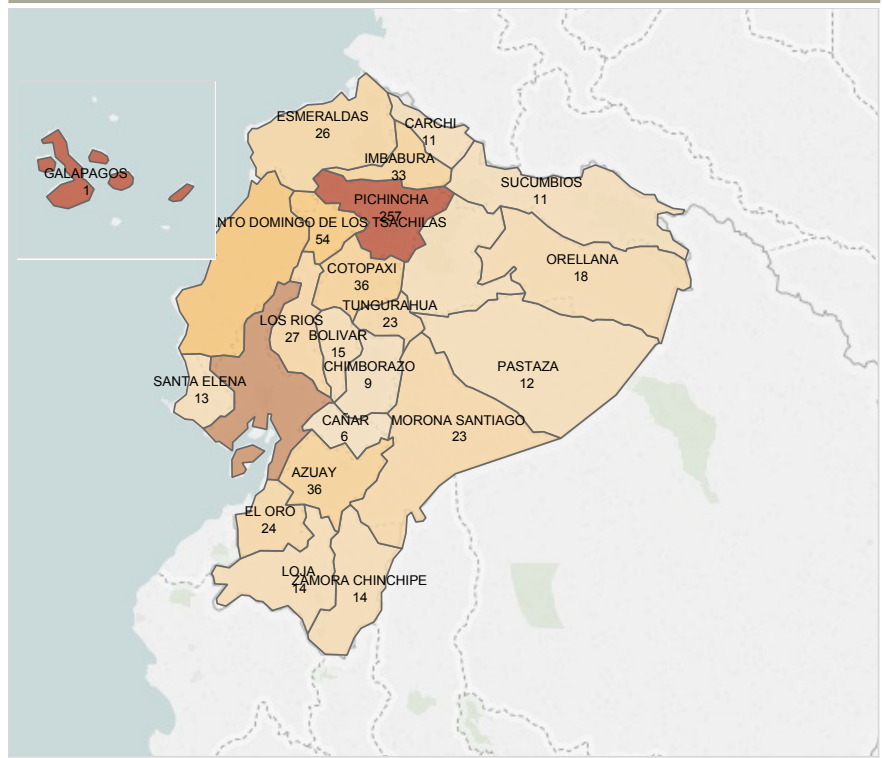 ESMERALDAS
26
CARCHI
11
IMBABURA
33
SUCUMBIOS
11
GALAPAGOS
1
PICHINCHA
257
NTO DOMINGO DE LOS TSACHILAS
54
ORELLANA
18
COTOPAXI
36
TUNGURAHUA
23
LOS RIOS
27
BOLIVAR
15
CHIMBORAZO
9
PASTAZA
12
SANTA ELENA
13
CAÑAR
6
MORONA SANTIAGO
23
AZUAY
36
EL ORO
24
LOJA
14
ZAMORA CHINCHIPE
14